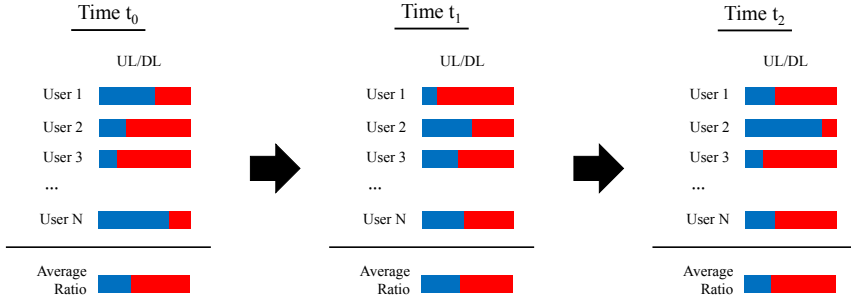 Time t0
Time t1
Time t2
UL/DL
UL/DL
UL/DL
User 1
User 1
User 1
User 2
User 2
User 2
User 3
User 3
User 3
...
...
...
User N
User N
User N
Average
Ratio
Average
Ratio
Average
Ratio